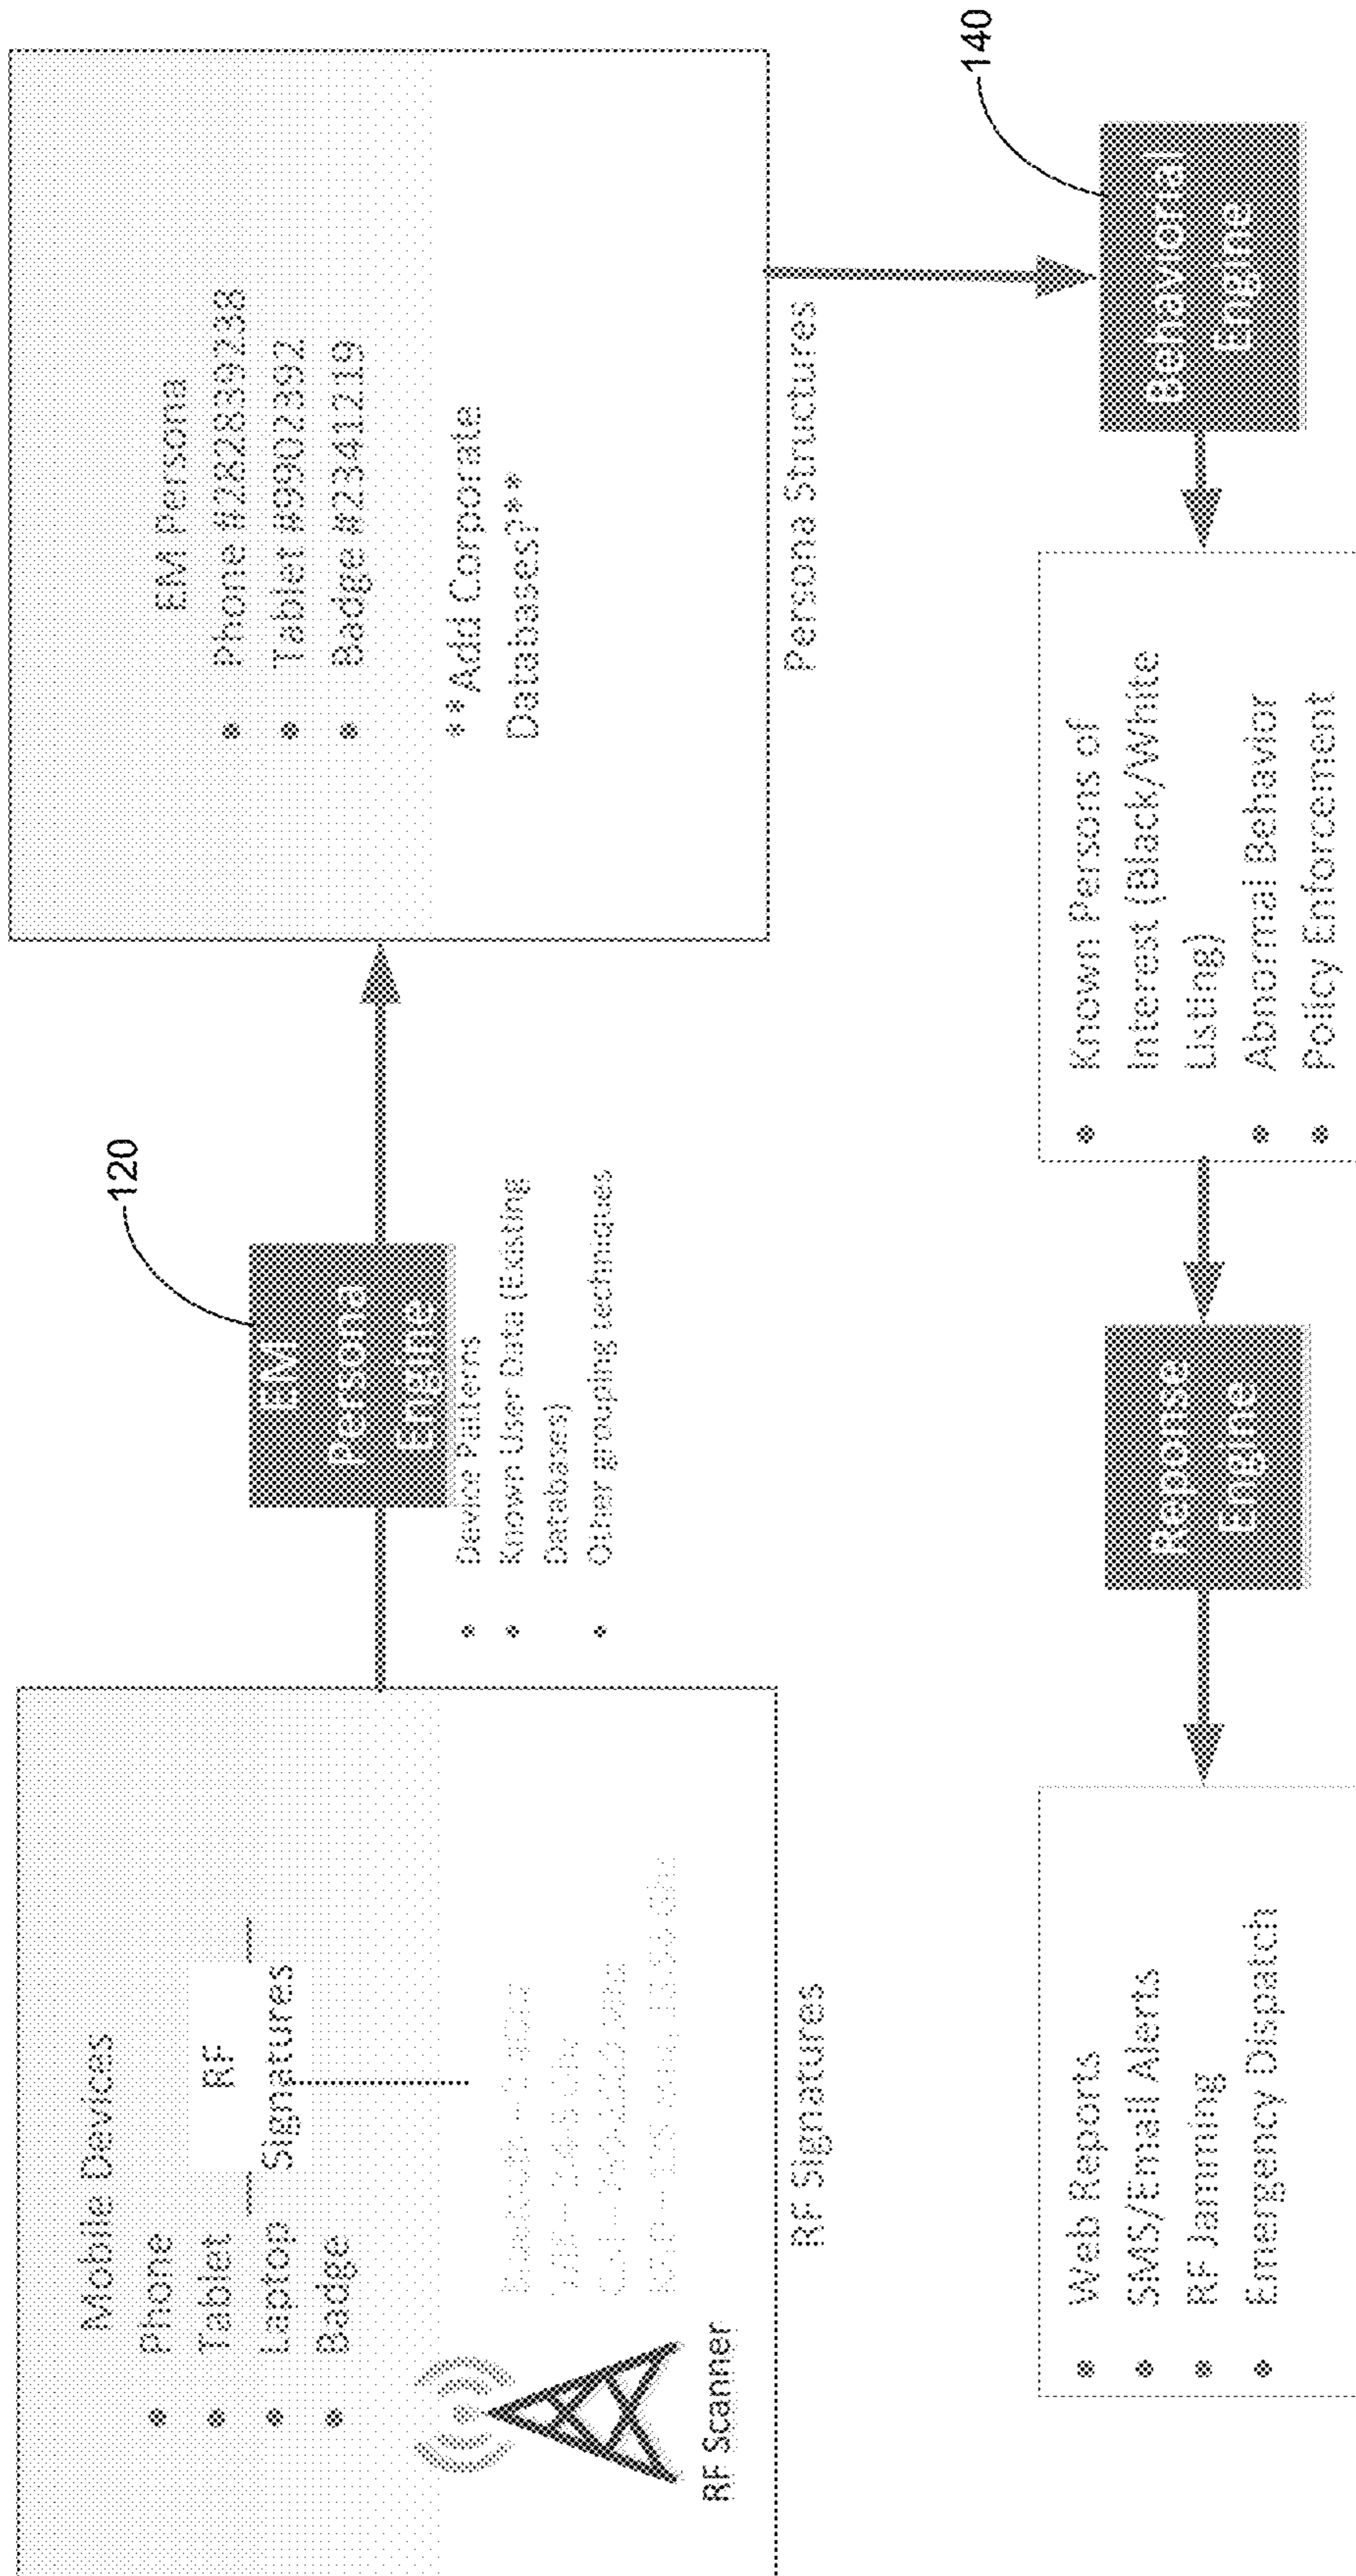 Mobile Devices
• Phone
• Tablet
• Laptop
• Badge
RF
Signatures
RF Scanner
RF Signatures
EM
Persona
Engine
120
• Device Patterns
• Known User Data (Existing
Databases)
• Other grouping techniques
EM Persona
• Phone #282839238
• Tablet #9902392
• Badge #2341219
**Add Corporate
Databases?**
Persona Structures
140
Behavioral
Engine
• Known Persons of
Interest (Black/White
Listing)
• Abnormal Behavior
• Policy Enforcement
Reponse
Engine
• Web Reports
• SMS/Email Alerts
• RF Jamming
• Emergency Dispatch